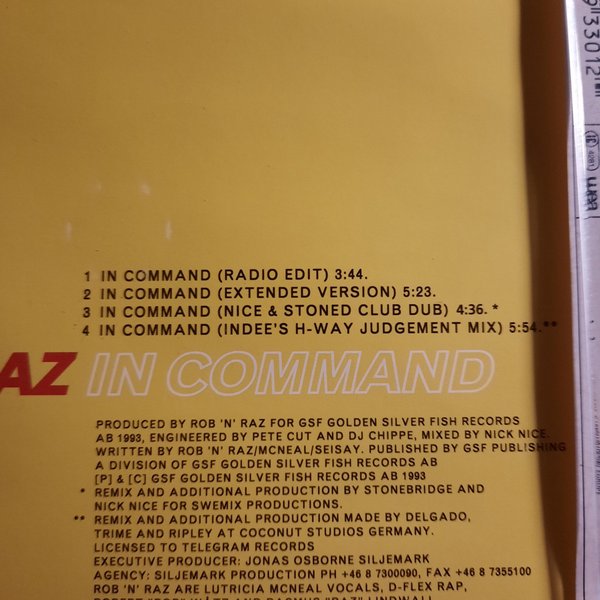 1 IN COMMAND (RADIO EDIT) 3:44.
2 IN COMMAND (EXTENDED VERSION) 5:23.
3 IN COMMAND (NICE & STONED CLUB DUB) 4:36. *
4 IN COMMAND (INDEE'S H-WAY JUDGEMENT MIX) 5:54. **
AZ IN COMMAND
PRODUCED BY ROB 'N' RAZ FOR GSF GOLDEN SILVER FISH RECORDS
AB 1993, ENGINEERED BY PETE CUT AND DJ CHIPPE, MIXED BY NICK NICE.
WRITTEN BY ROB 'N' RAZ/MCNEAL/SEISAY. PUBLISHED BY GSF PUBLISHING
A DIVISION OF GSF GOLDEN SILVER FISH RECORDS AB
[P] & [C] GSF GOLDEN SILVER FISH RECORDS AB 1993
* REMIX AND ADDITIONAL PRODUCTION BY STONEBRIDGE AND
NICK NICE FOR SWEMIX PRODUCTIONS.
** REMIX AND ADDITIONAL PRODUCTION MADE BY DELGADO,
TRIME AND RIPLEY AT COCONUT STUDIOS GERMANY.
LICENSED TO TELEGRAM RECORDS
EXECUTIVE PRODUCER: JONAS OSBORNE SILJEMARK
AGENCY: SILJEMARK PRODUCTION PH +46 8 7300090, FAX +46 8 7355100
ROB 'N' RAZ ARE LUTRICIA MCNEAL VOCALS, D-FLEX RAP,
33012